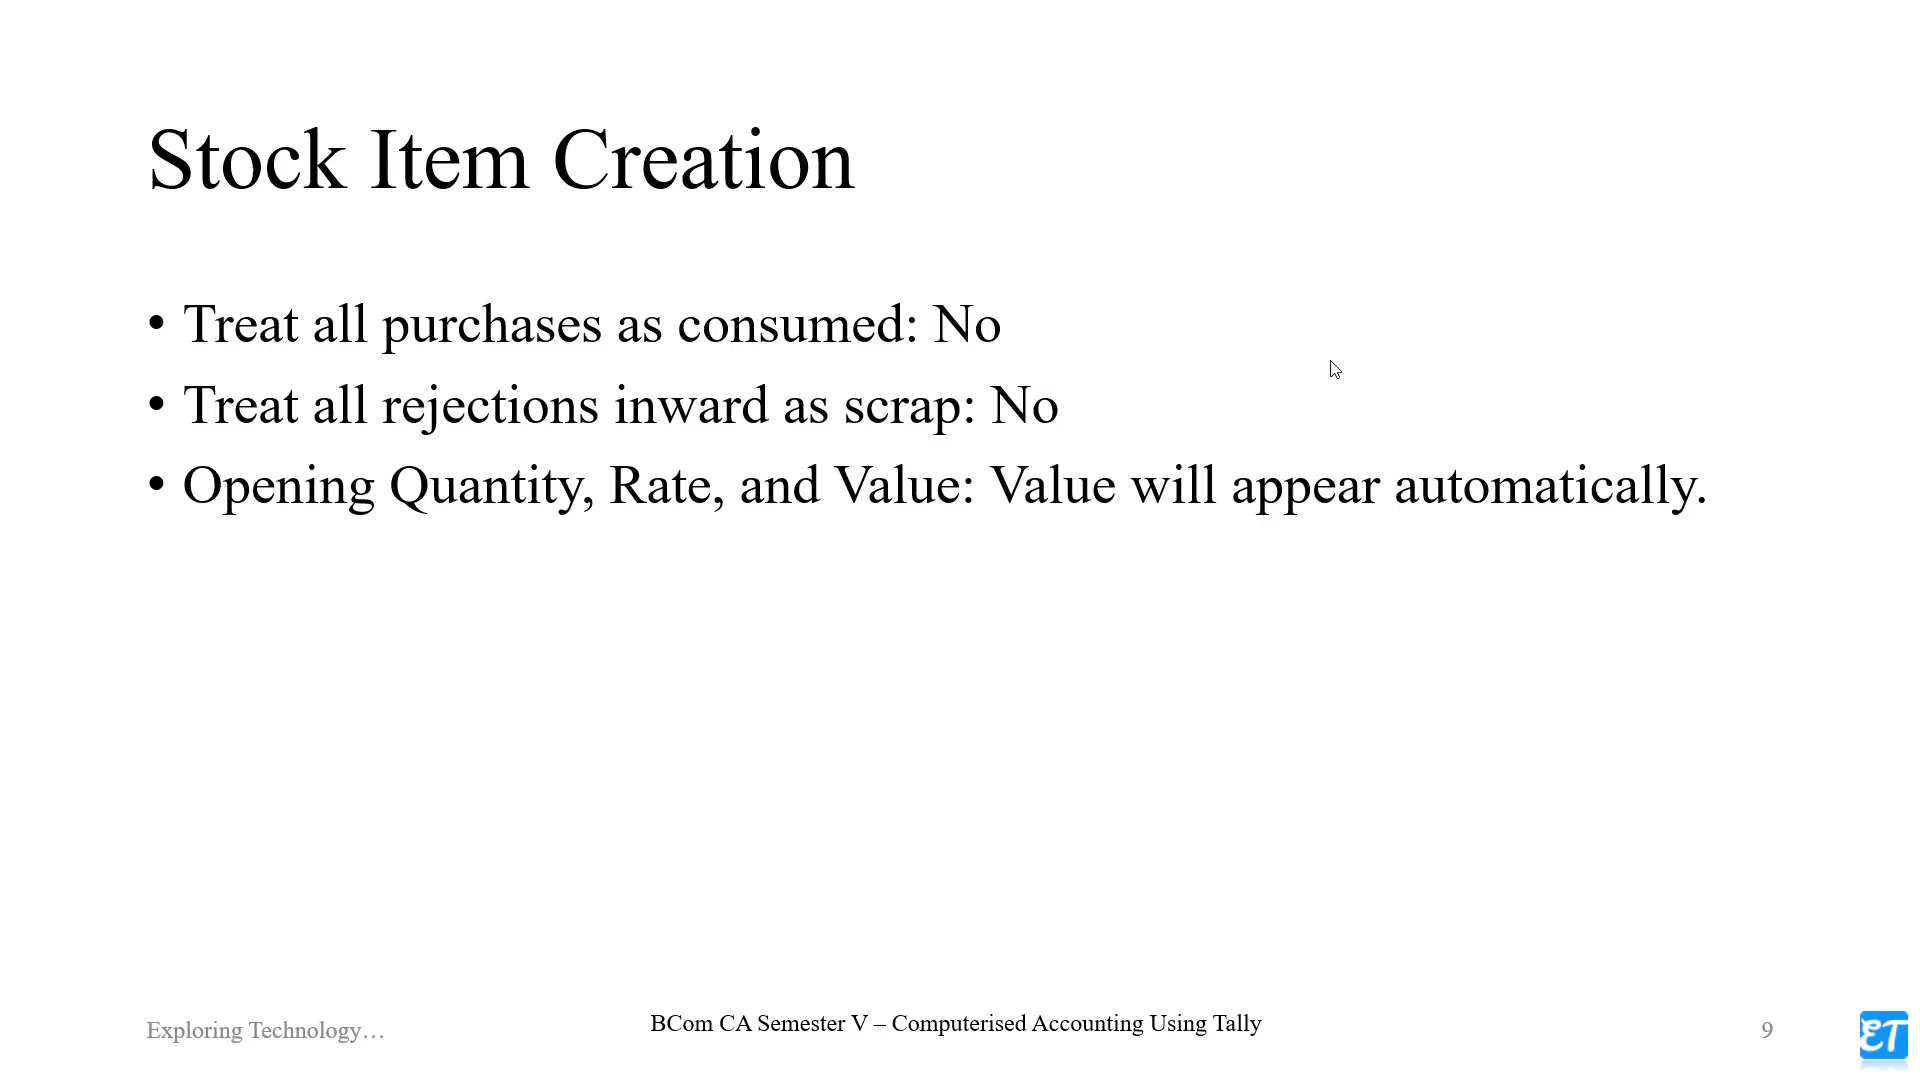 Stock Item Creation
• Treat all purchases as consumed: No
• Treat all rejections inward as scrap: No
• Opening Quantity, Rate, and Value: Value will appear automatically.
Exploring Technology…
BCom CA Semester V – Computerised Accounting Using Tally
9
ET